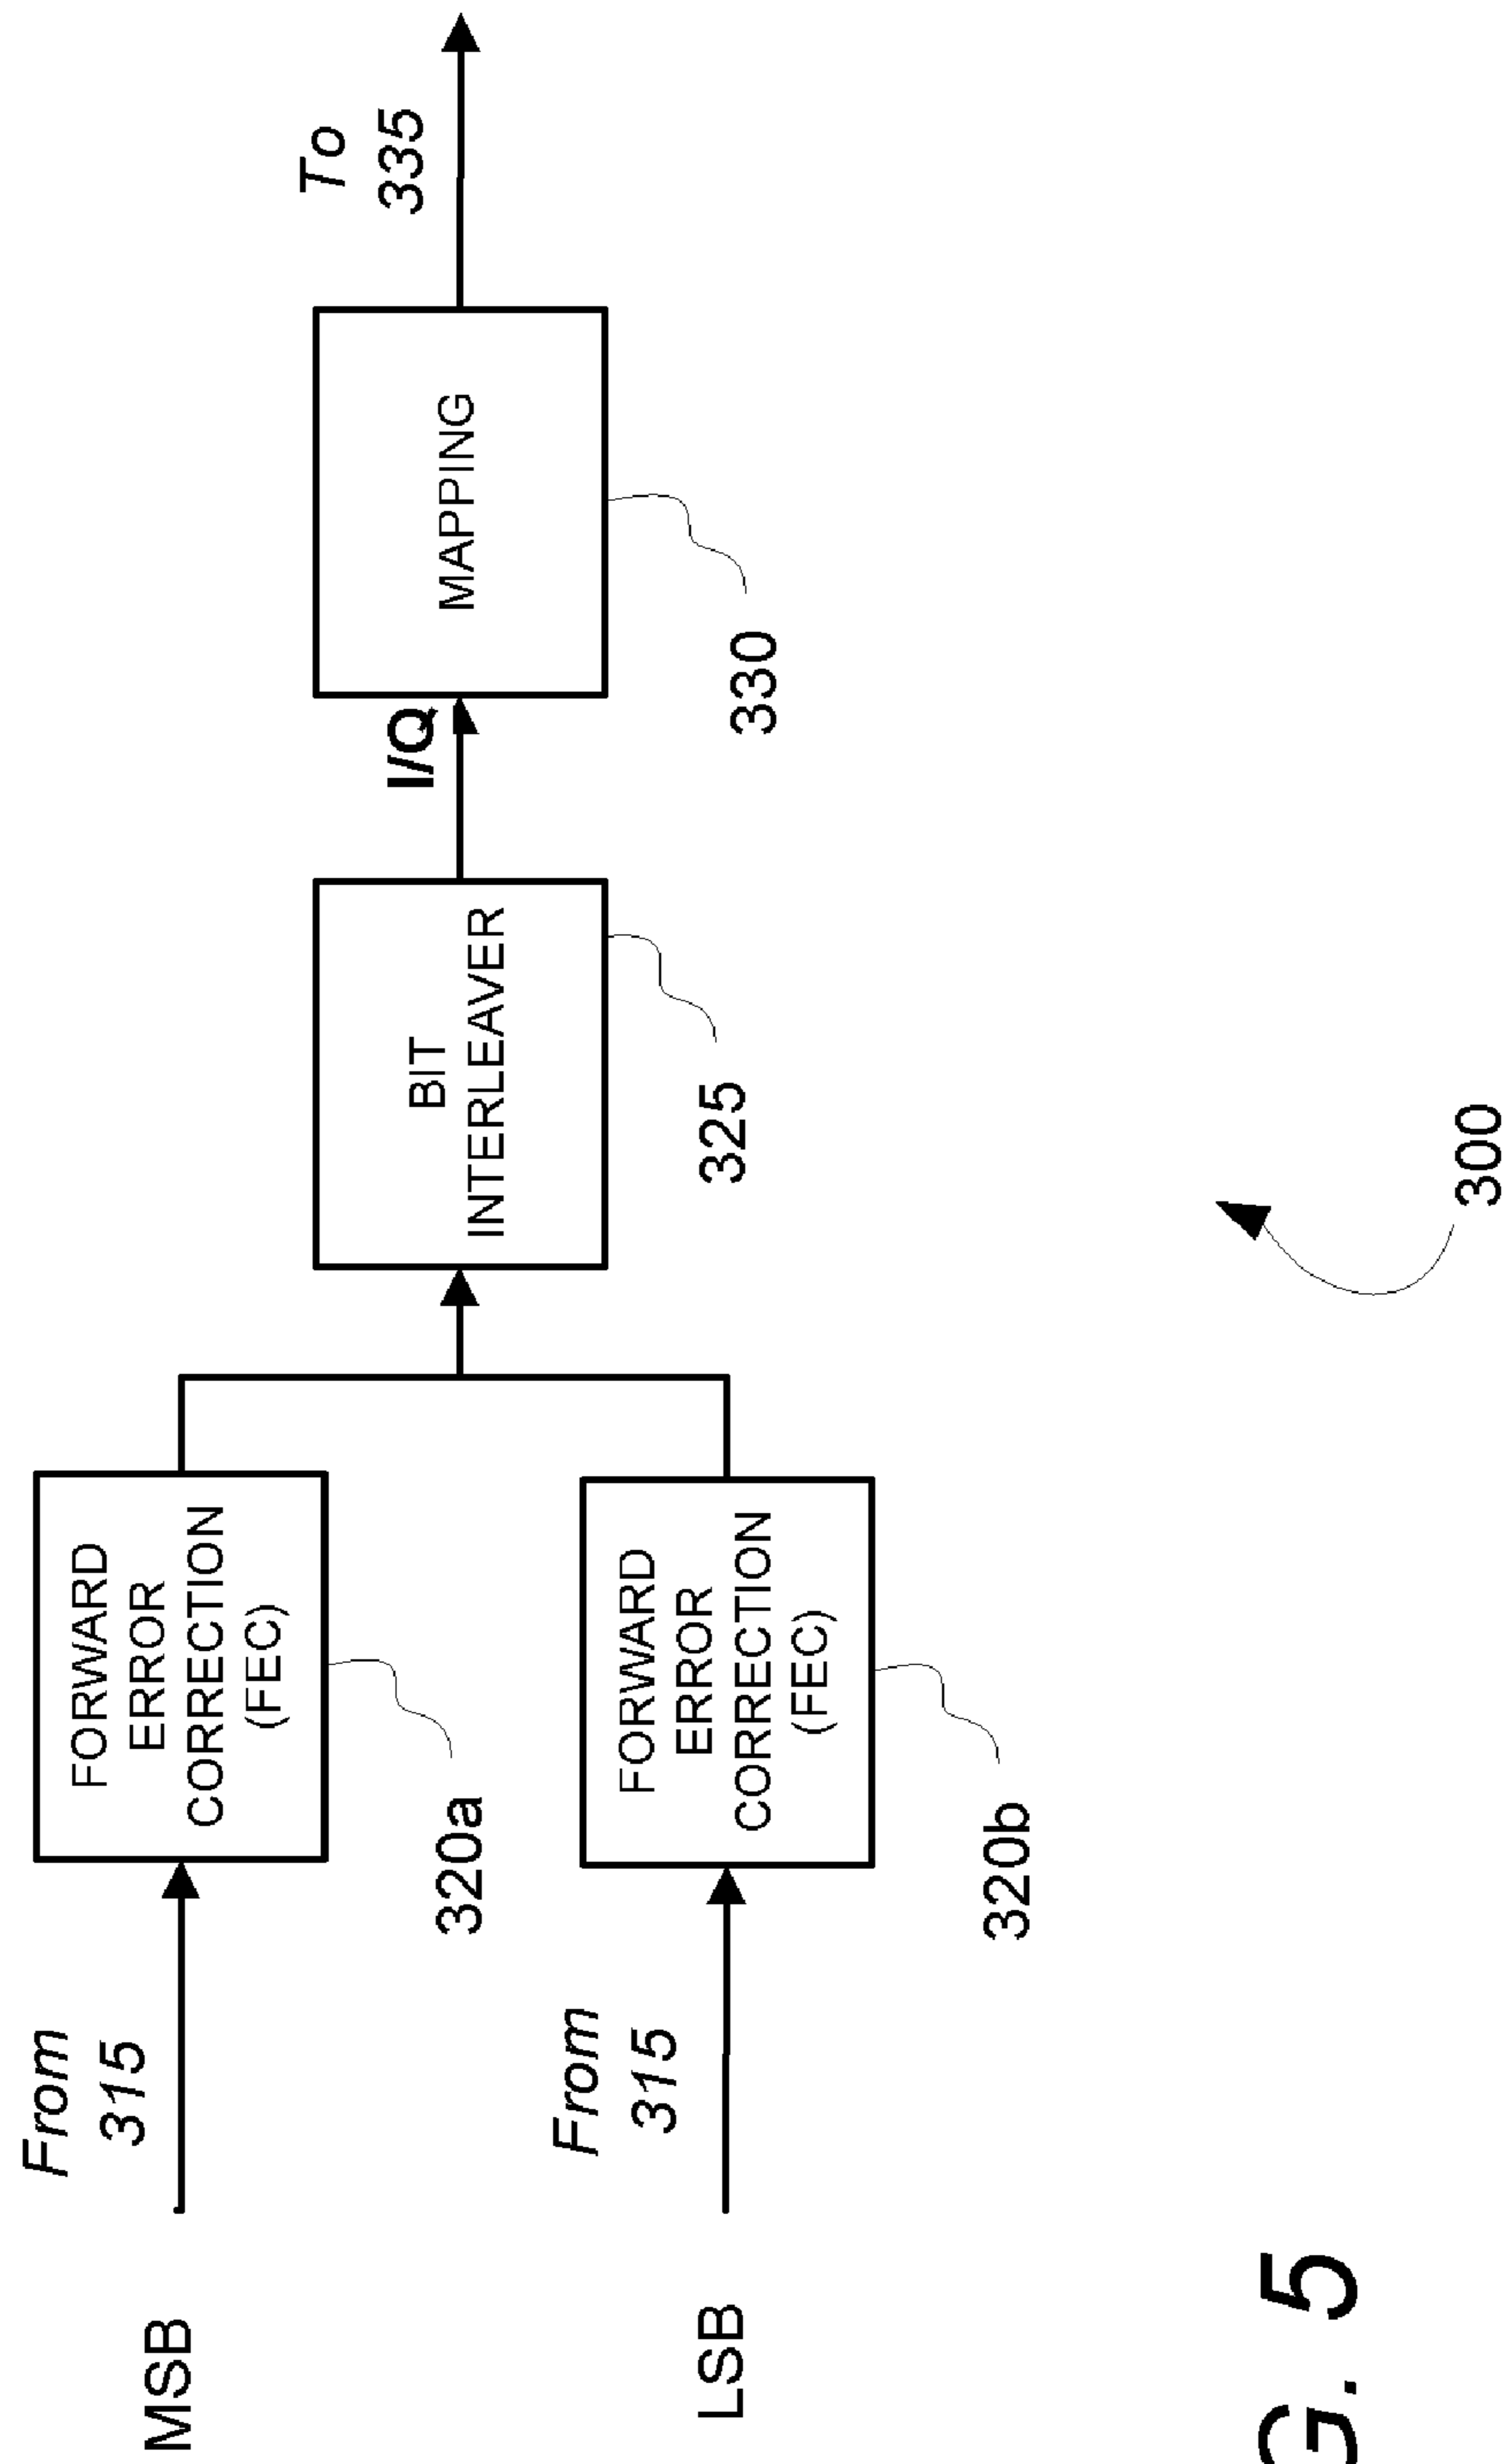 MSB
From
315
FORWARD
ERROR
CORRECTION
(FEC)
320a
LSB
From
315
FORWARD
ERROR
CORRECTION
(FEC)
320b
BIT
INTERLEAVER
325
I/Q
MAPPING
330
To
335
300
G. 5